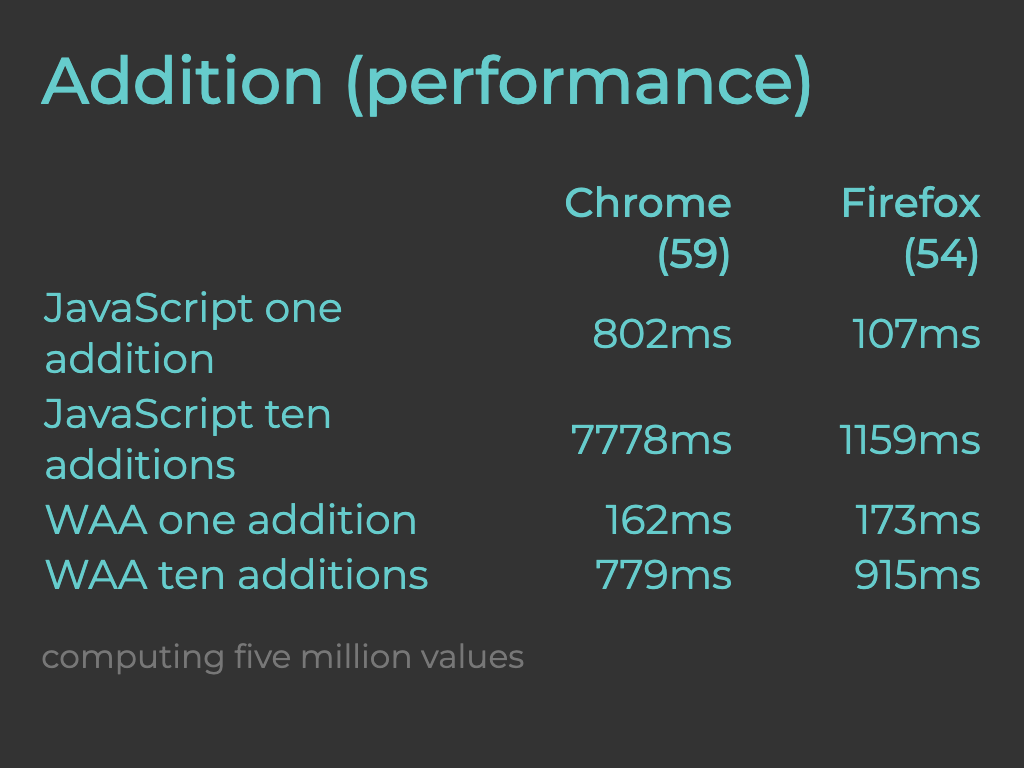 Addition (performance)
Chrome Firefox
(59) (54)
JavaScript one
addition 802ms 107ms
JavaScript ten
additions 7778ms 1159ms
WAA one addition 162ms 173ms
WAA ten additions 779ms 915ms
computing five million values